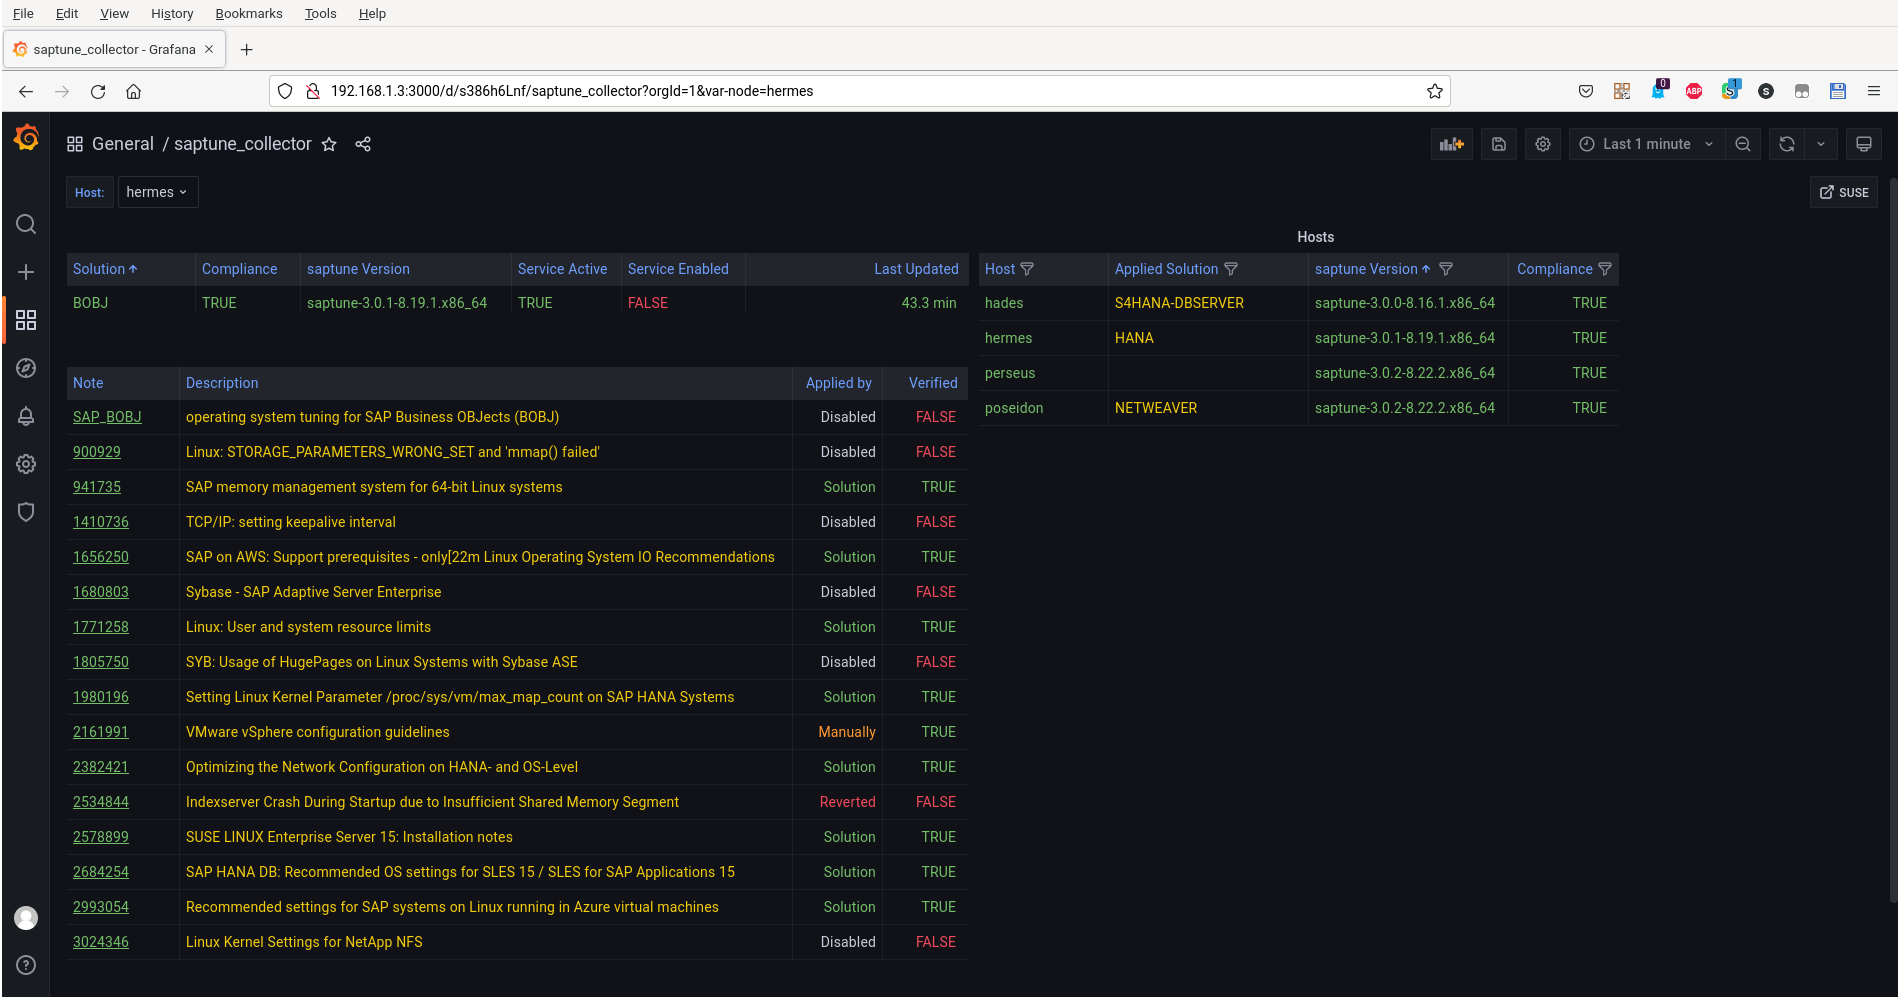 File Edit View History Bookmarks Tools Help
saptune_collector - Grafana
192.168.1.3:3000/d/s386h6Lnf/saptune_collector?orgId=1&var-node=hermes
0 ABP S 1 S
General / saptune_collector
Last 1 minute
Host: hermes
SUSE
Solution Compliance saptune Version Service Active Service Enabled Last Updated
BOBJ TRUE saptune-3.0.1-8.19.1.x86_64 TRUE FALSE 43.3 min
Note Description Applied by Verified
SAP_BOBJ operating system tuning for SAP Business OBJects (BOBJ) Disabled FALSE
900929 Linux: STORAGE_PARAMETERS_WRONG_SET and 'mmap() failed' Disabled FALSE
941735 SAP memory management system for 64-bit Linux systems Solution TRUE
1410736 TCP/IP: setting keepalive interval Disabled FALSE
1656250 SAP on AWS: Support prerequisites - only[22m Linux Operating System IO Recommendations Solution TRUE
1680803 Sybase - SAP Adaptive Server Enterprise Disabled FALSE
1771258 Linux: User and system resource limits Solution TRUE
1805750 SYB: Usage of HugePages on Linux Systems with Sybase ASE Disabled FALSE
1980196 Setting Linux Kernel Parameter /proc/sys/vm/max_map_count on SAP HANA Systems Solution TRUE
2161991 VMware vSphere configuration guidelines Manually TRUE
2382421 Optimizing the Network Configuration on HANA- and OS-Level Solution TRUE
2534844 Indexserver Crash During Startup due to Insufficient Shared Memory Segment Reverted FALSE
2578899 SUSE LINUX Enterprise Server 15: Installation notes Solution TRUE
2684254 SAP HANA DB: Recommended OS settings for SLES 15 / SLES for SAP Applications 15 Solution TRUE
2993054 Recommended settings for SAP systems on Linux running in Azure virtual machines Solution TRUE
3024346 Linux Kernel Settings for NetApp NFS Disabled FALSE
Hosts
Host Applied Solution saptune Version Compliance
hades S4HANA-DBSERVER saptune-3.0.0-8.16.1.x86_64 TRUE
hermes HANA saptune-3.0.1-8.19.1.x86_64 TRUE
perseus saptune-3.0.2-8.22.2.x86_64 TRUE
poseidon NETWEAVER saptune-3.0.2-8.22.2.x86_64 TRUE